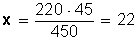 x = 220 · 45 / 450 = 22